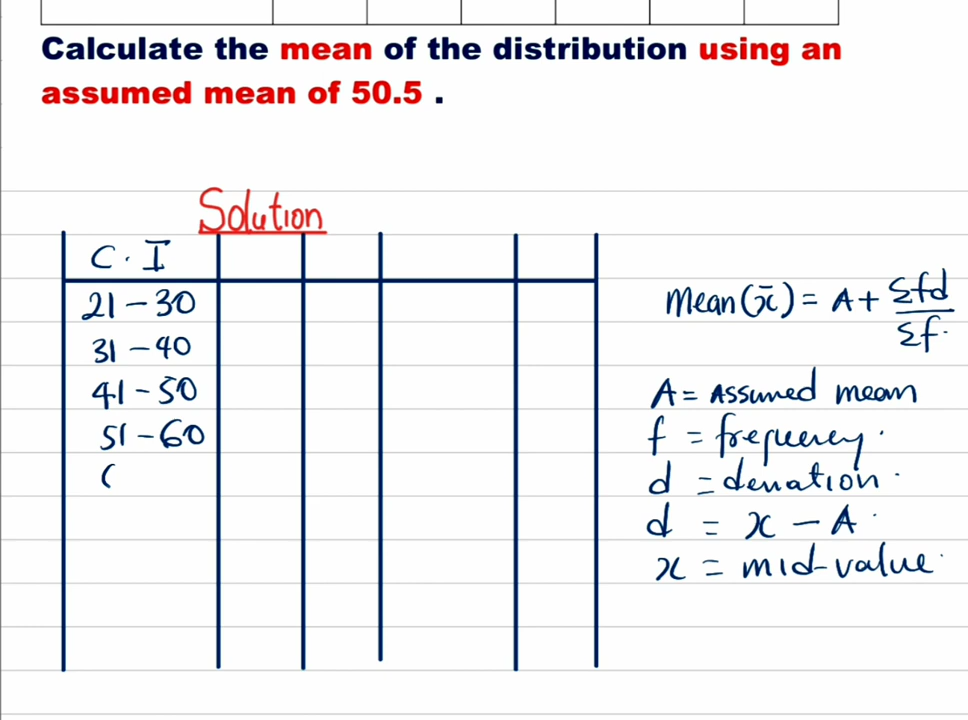 Calculate the mean of the distribution using an
assumed mean of 50.5 .
Solution
C. I
21 – 30
31 – 40
41 – 50
51 – 60
Mean(x̄) = A + Σfd/Σf.
A = Assumed mean
f = frequency.
d = deviation.
d = x – A.
x = mid-value.